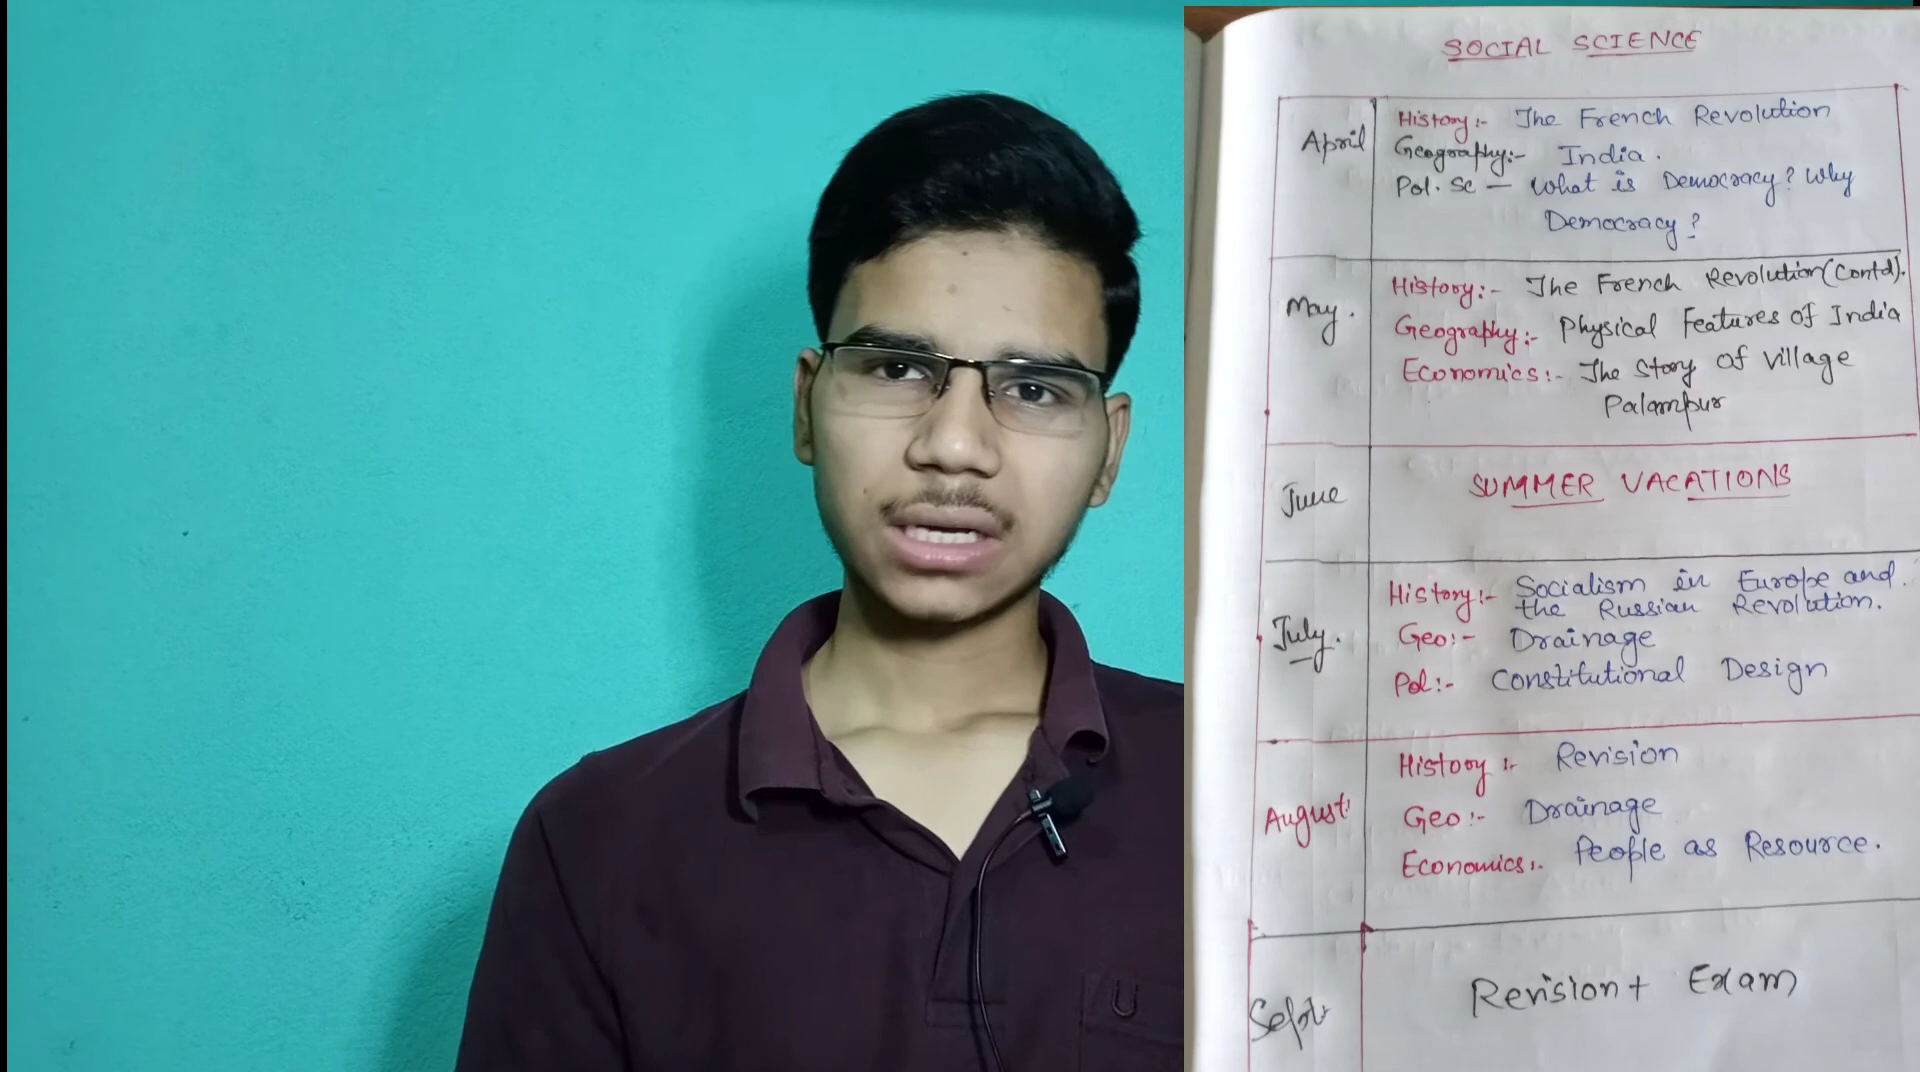 SOCIAL SCIENCE
April
History:- The French Revolution
Geography:- India.
Pol. Sc — What is Democracy? Why
Democracy?
May.
History:- The French Revolution (Contd).
Geography:- Physical Features of India
Economics:- The Story of Village
Palampur
June
SUMMER VACATIONS
July.
History:- Socialism in Europe and
the Russian Revolution.
Geo:- Drainage
Pol:- Constitutional Design
August:
History:- Revision
Geo:- Drainage
Economics:- People as Resource.
Sept
Revision + Exam
U